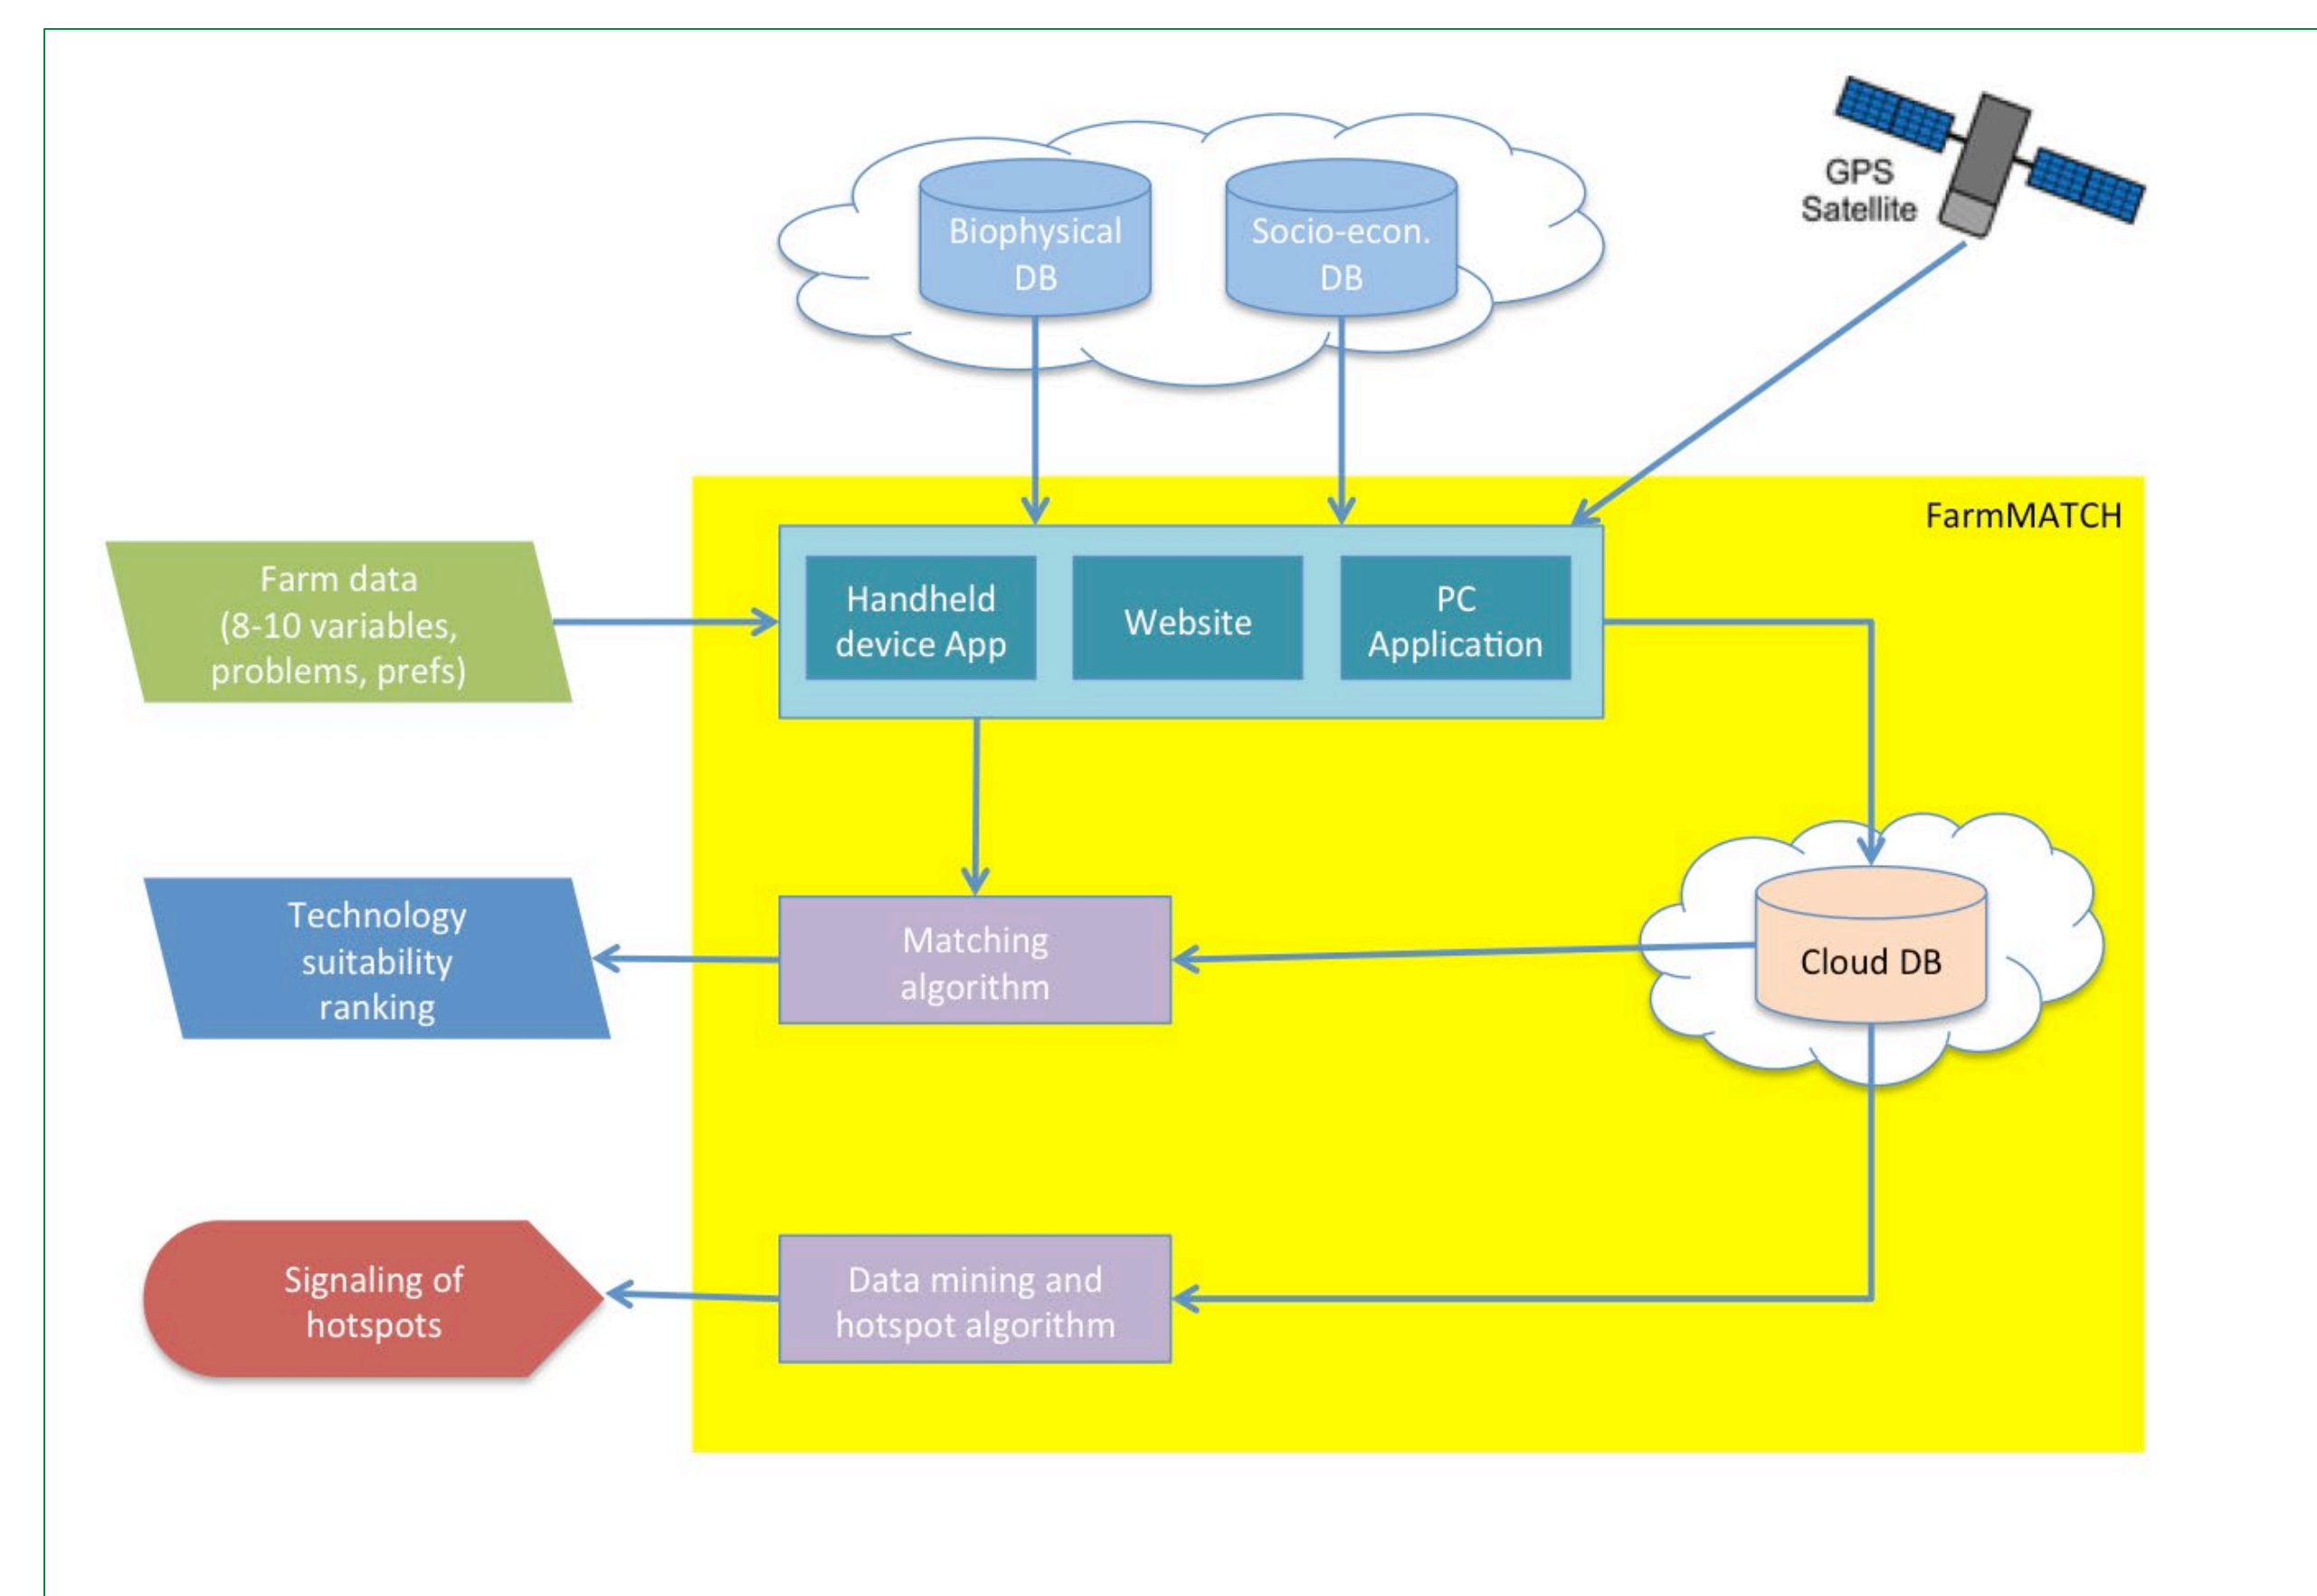 GPS
Satellite
Biophysical
DB
Socio-econ.
DB
FarmMATCH
Farm data
(8-10 variables,
problems, prefs)
Handheld
device App
Website
PC
Application
Technology
suitability
ranking
Matching
algorithm
Cloud DB
Signaling of
hotspots
Data mining and
hotspot algorithm